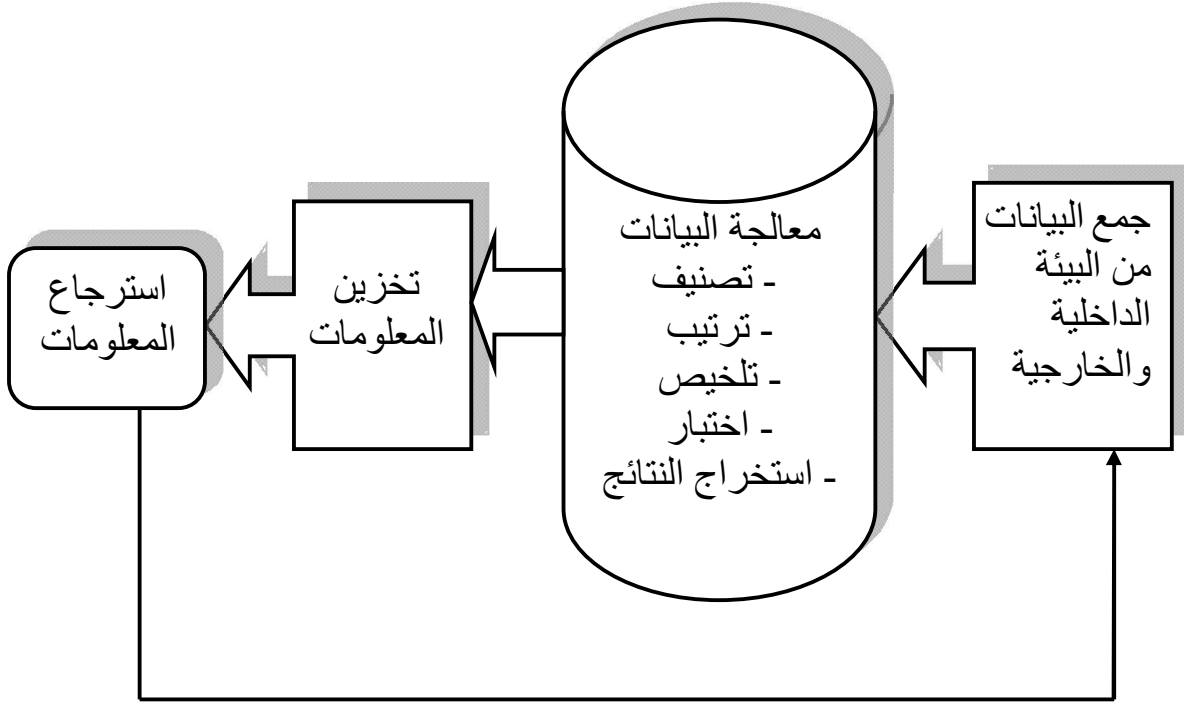 جمع البيانات
من البيئة
الداخلية
والخارجية
معالجة البيانات
- تصنيف
- ترتيب
- تلخيص
- اختبار
- استخراج النتائج
تخزين
المعلومات
استرجاع
المعلومات